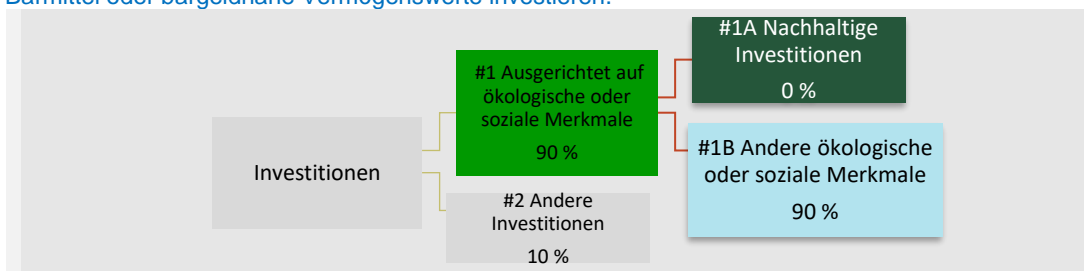 Barmittel oder bargeldnahe Vermögenswerte investieren.
#1A Nachhaltige
Investitionen
0 %
#1 Ausgerichtet auf
ökologische oder
soziale Merkmale
90 %
#1B Andere ökologische
oder soziale Merkmale
90 %
Investitionen
#2 Andere
Investitionen
10 %